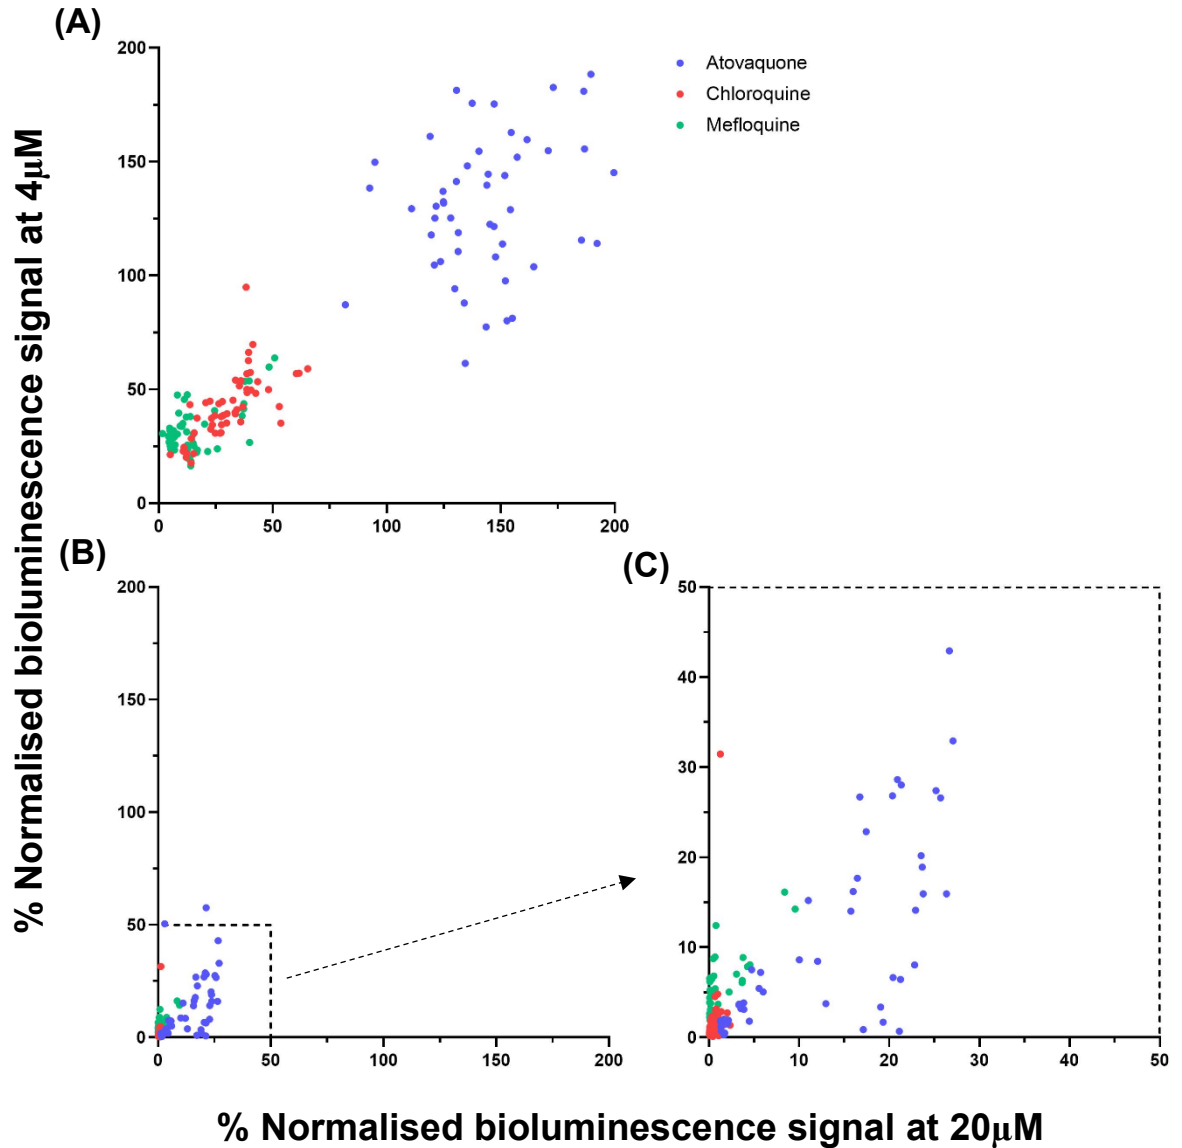 (A)
200
150
100
50
0
0 50 100 150 200
Atovaquone
Chloroquine
Mefloquine
% Normalised bioluminescence signal at 4μM
(B)
200
150
100
50
0
0 50 100 150 200
(C)
50
40
30
20
10
0
0 10 20 30 40 50
% Normalised bioluminescence signal at 20μM